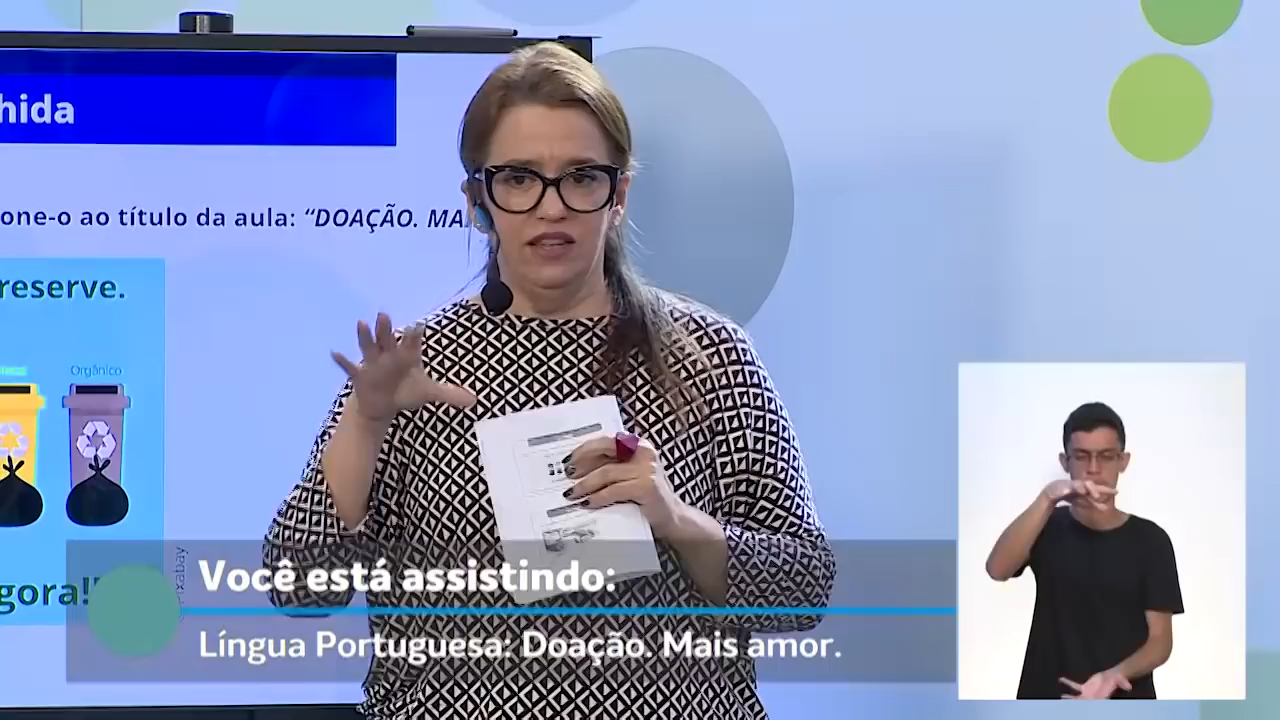 hida
one-o ao título da aula: “DOAÇÃO. MA
reserve.
Orgânico
gora!
xabay
Você está assistindo:
Língua Portuguesa: Doação. Mais amor.